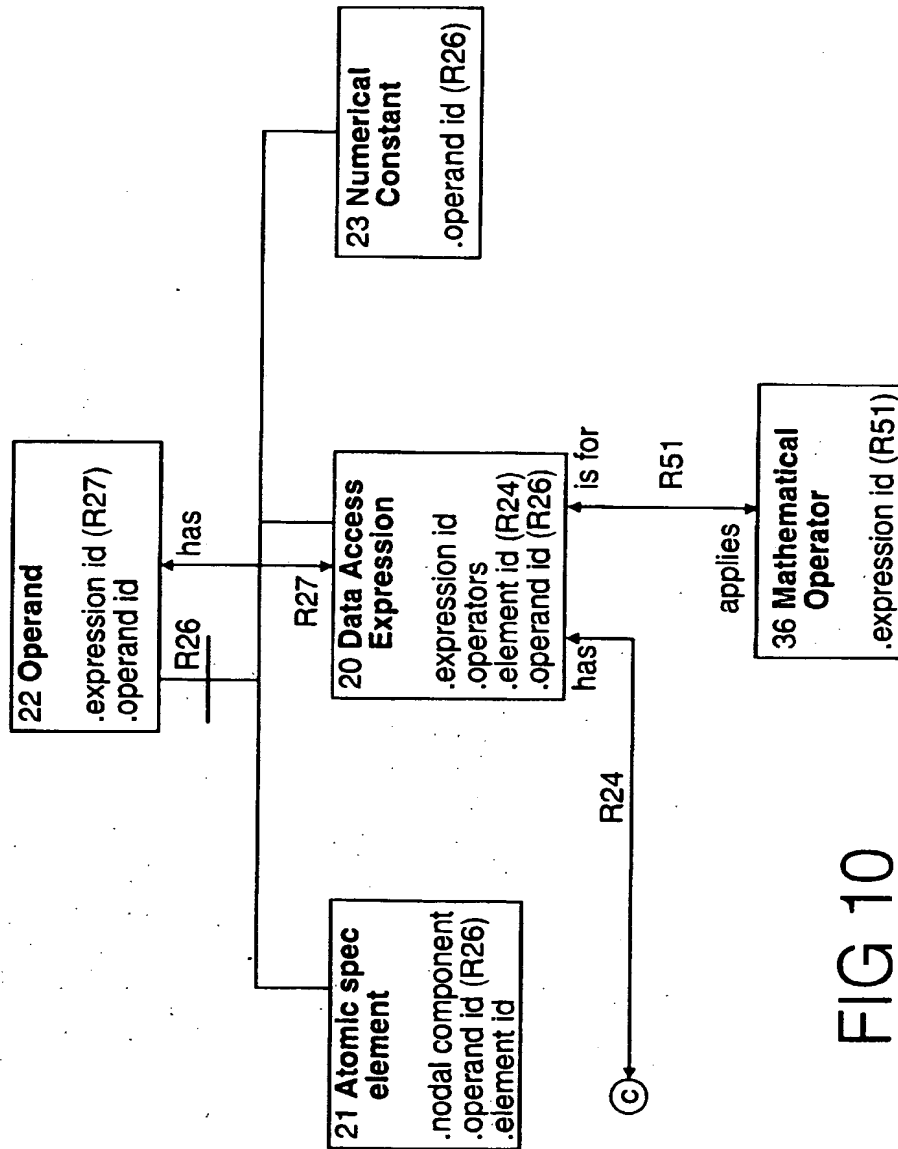 22 Operand
.expression id (R27)
.operand id
R26
has
R27
21 Atomic spec
element
.nodal component
.operand id (R26)
.element id
20 Data Access
Expression
.expression id
.operators
.element id (R24)
.operand id (R26)
23 Numerical
Constant
.operand id (R26)
has
is for
R24
R51
c
applies
36 Mathematical
Operator
.expression id (R51)
FIG 10